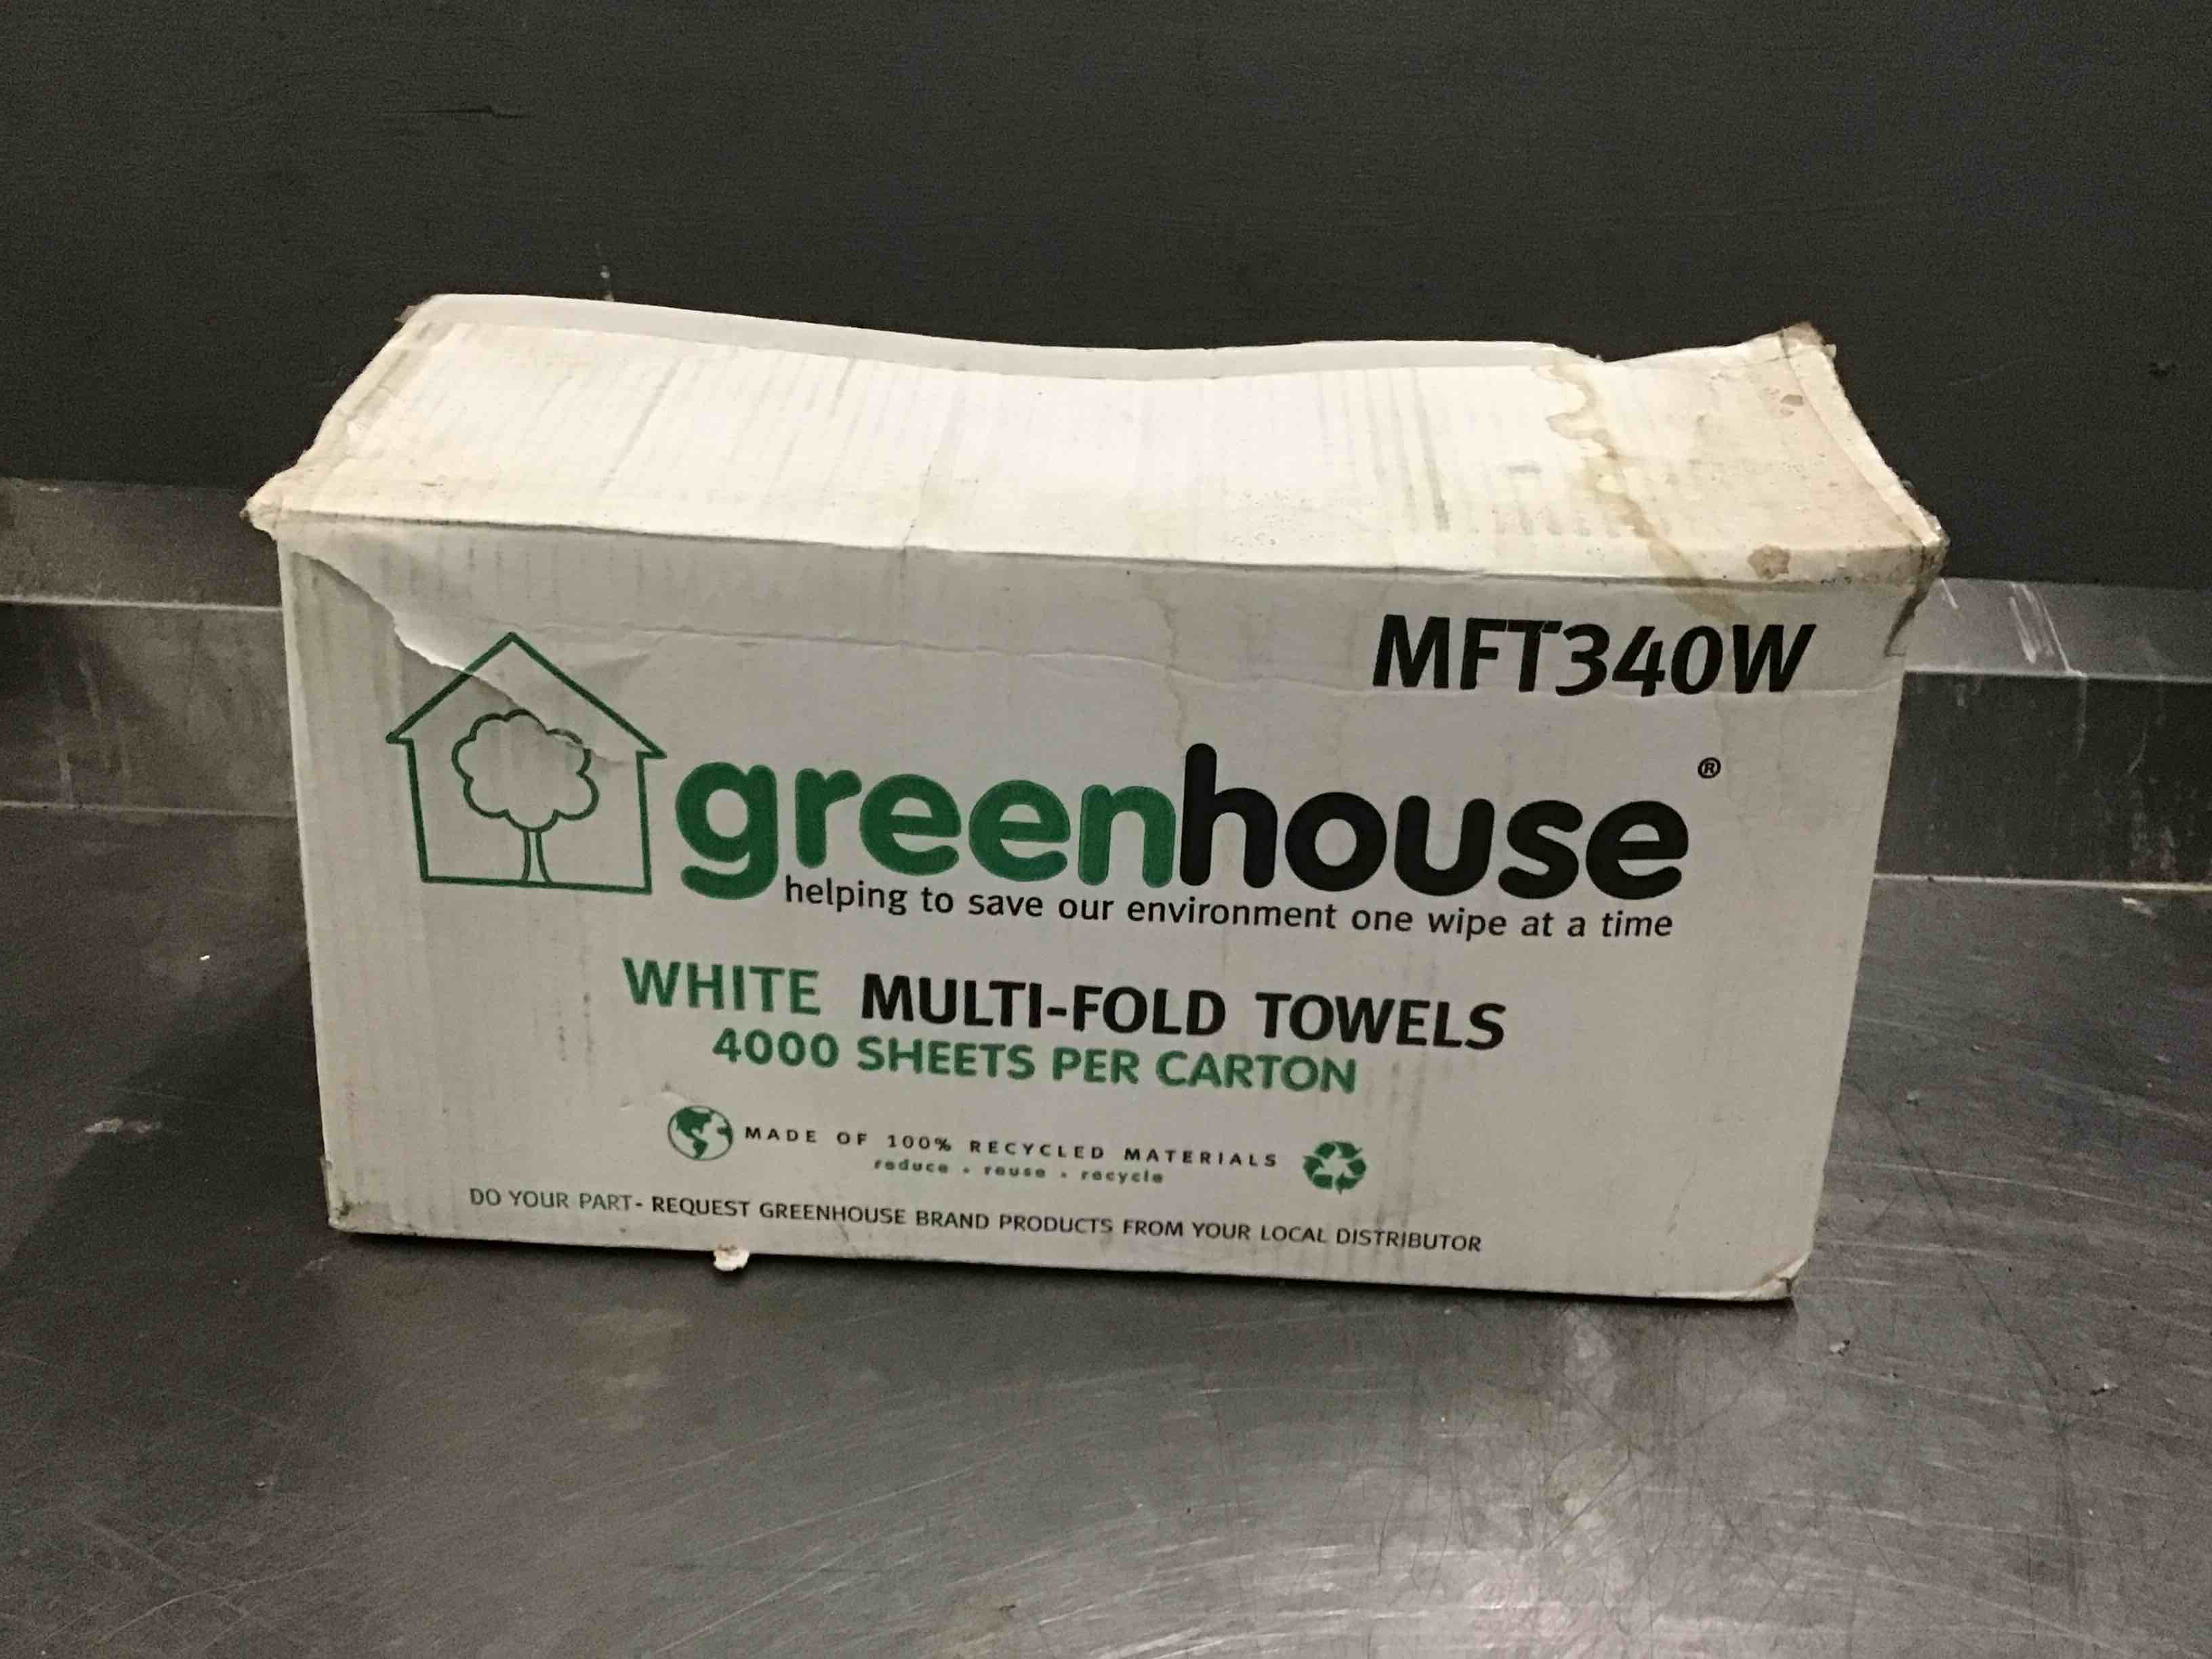 MFT340W
greenhouse®
helping to save our environment one wipe at a time
WHITE MULTI-FOLD TOWELS
4000 SHEETS PER CARTON
MADE OF 100% RECYCLED MATERIALS
reduce • reuse • recycle
DO YOUR PART- REQUEST GREENHOUSE BRAND PRODUCTS FROM YOUR LOCAL DISTRIBUTOR